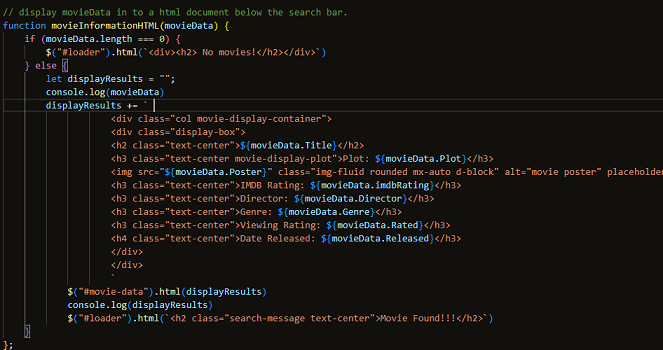 // display movieData in to a html document below the search bar.
function movieInformationHTML(movieData) {
if (movieData.length === 0) {
$("#loader").html(`<div><h2> No movies!</h2></div>`)
} else {
let displayResults = "";
console.log(movieData)
displayResults += `
<div class="col movie-display-container">
<div class="display-box">
<h2 class="text-center">${movieData.Title}</h2>
<h3 class="text-center movie-display-plot">Plot: ${movieData.Plot}</h3>
<img src="${movieData.Poster}" class="img-fluid rounded mx-auto d-block" alt="movie poster" placeholder
<h3 class="text-center">IMDB Rating: ${movieData.imdbRating}</h3>
<h3 class="text-center">Director: ${movieData.Director}</h3>
<h3 class="text-center">Genre: ${movieData.Genre}</h3>
<h3 class="text-center">Viewing Rating: ${movieData.Rated}</h3>
<h4 class="text-center">Date Released: ${movieData.Released}</h3>
</div>
</div>
`
$("#movie-data").html(displayResults)
console.log(displayResults)
$("#loader").html(`<h2 class="search-message text-center">Movie Found!!!</h2>`)
}
};